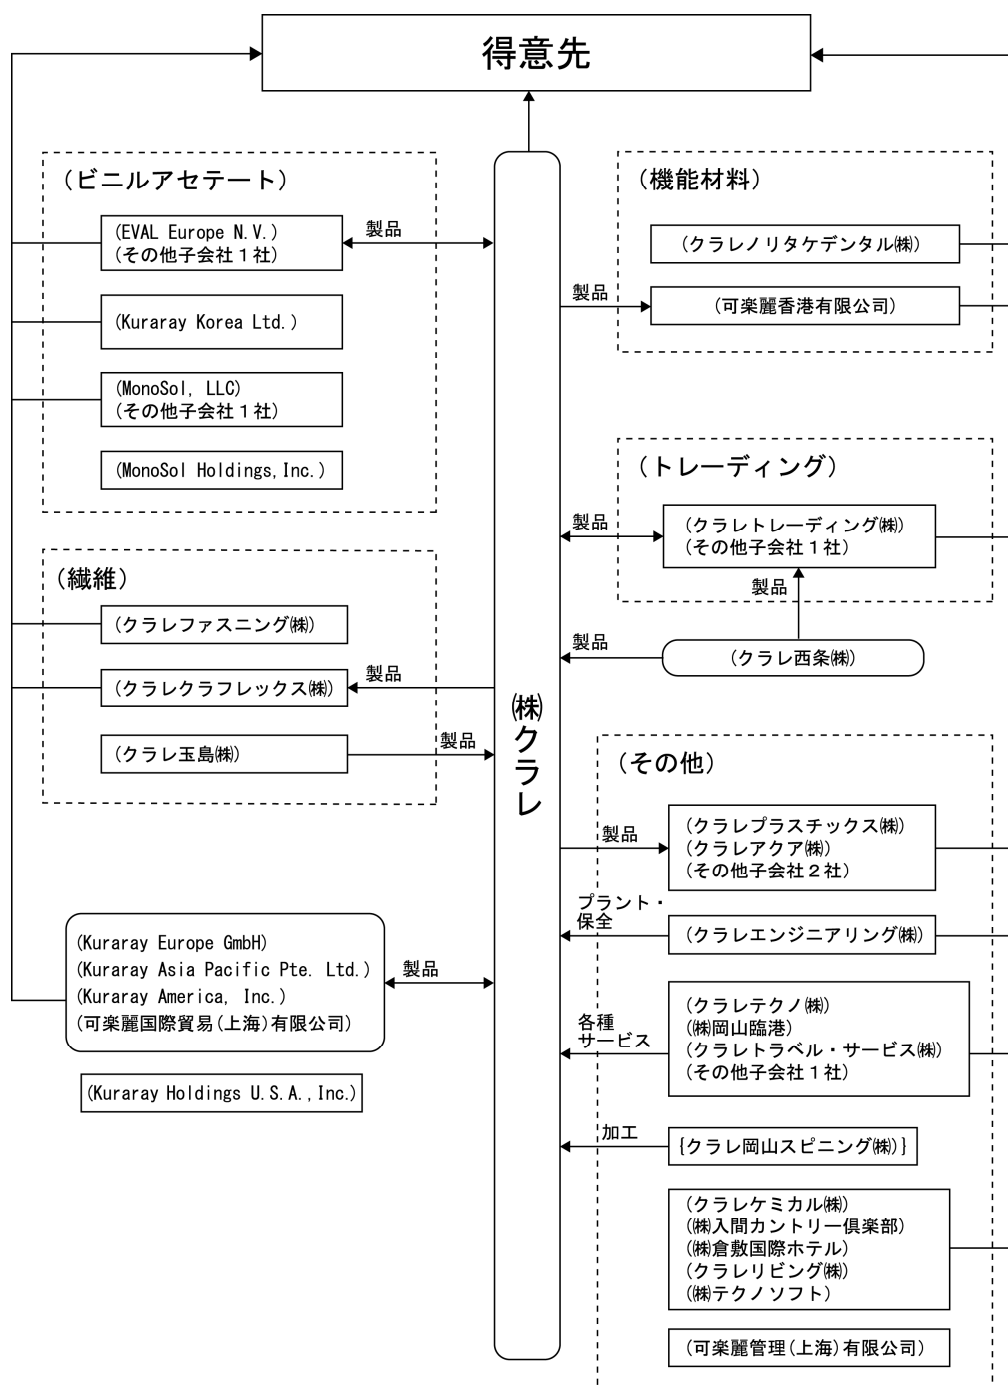 得意先
(ビニルアセテート)
(EVAL Europe N.V.)
(その他子会社1社)
製品
(Kuraray Korea Ltd.)
(MonoSol, LLC)
(その他子会社1社)
(MonoSol Holdings,Inc.)
(繊維)
(クラレファスニング㈱)
(クラレクラフレックス㈱)
製品
(クラレ玉島㈱)
製品
(Kuraray Europe GmbH)
(Kuraray Asia Pacific Pte. Ltd.)
(Kuraray America, Inc.)
(可楽麗国際貿易(上海)有限公司)
製品
(Kuraray Holdings U.S.A.,Inc.)
㈱クラレ
(機能材料)
(クラレノリタケデンタル㈱)
製品
(可楽麗香港有限公司)
(トレーディング)
製品
(クラレトレーディング㈱)
(その他子会社1社)
製品
製品
(クラレ西条㈱)
(その他)
製品
(クラレプラスチックス㈱)
(クラレアクア㈱)
(その他子会社2社)
プラント・
保全
(クラレエンジニアリング㈱)
各種
サービス
(クラレテクノ㈱)
(㈱岡山臨港)
(クラレトラベル・サービス㈱)
(その他子会社1社)
加工
{クラレ岡山スピニング㈱)}
(クラレケミカル㈱)
(㈱入間カントリー倶楽部)
(㈱倉敷国際ホテル)
(クラレリビング㈱)
(㈱テクノソフト)
(可楽麗管理(上海)有限公司)